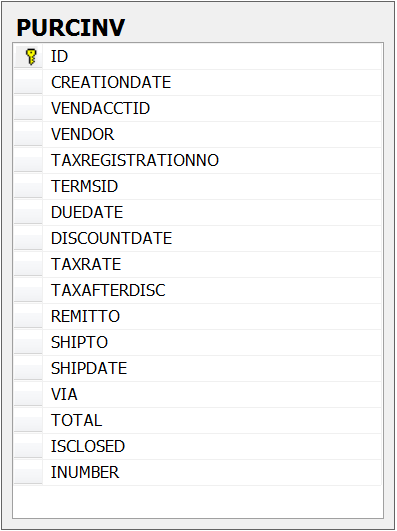 PURCINV
ID
CREATIONDATE
VENDACCTID
VENDOR
TAXREGISTRATIONNO
TERMSID
DUEDATE
DISCOUNTDATE
TAXRATE
TAXAFTERDISC
REMITTO
SHIPTO
SHIPDATE
VIA
TOTAL
ISCLOSED
INUMBER